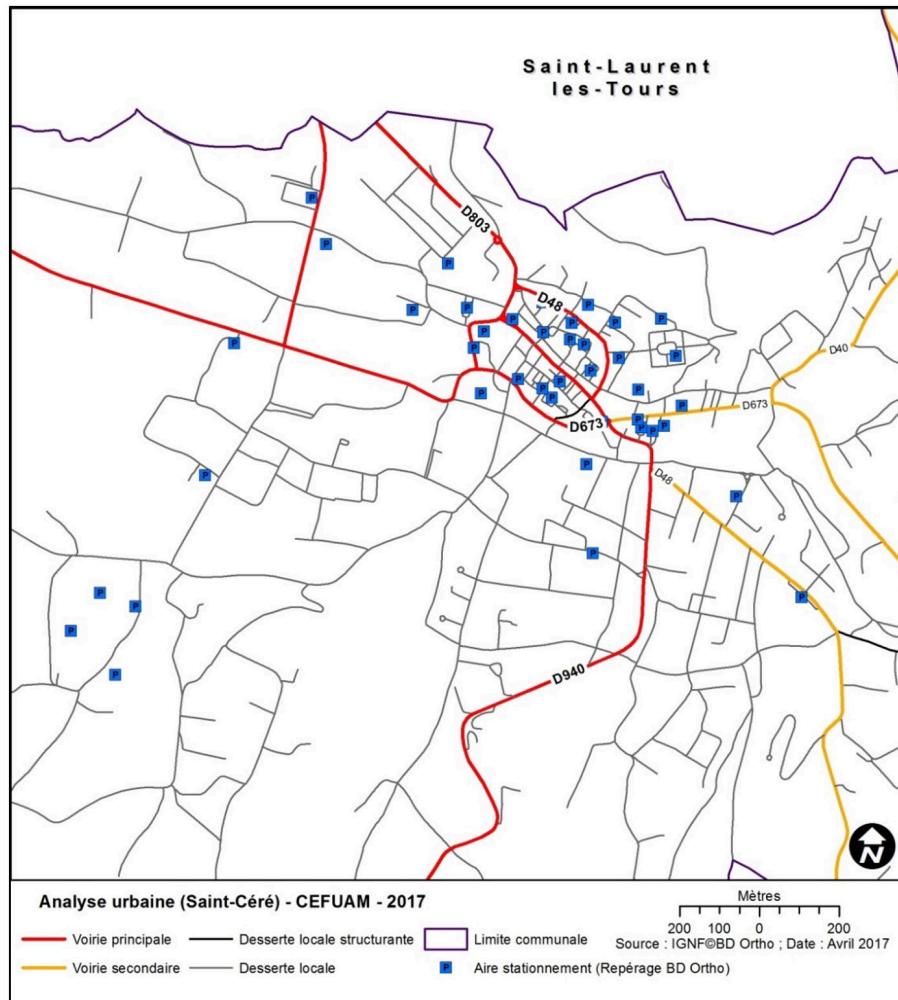 Saint-Laurent
les-Tours
D803
D48
D40
D673
D673
D48
D940
N
Analyse urbaine (Saint-Céré) - CEFUAM - 2017
Mètres
200 100 0 200
Voirie principale
Desserte locale structurante
Limite communale
Source : IGNF©BD Ortho ; Date : Avril 2017
Voirie secondaire
Desserte locale
P
Aire stationnement (Repérage BD Ortho)